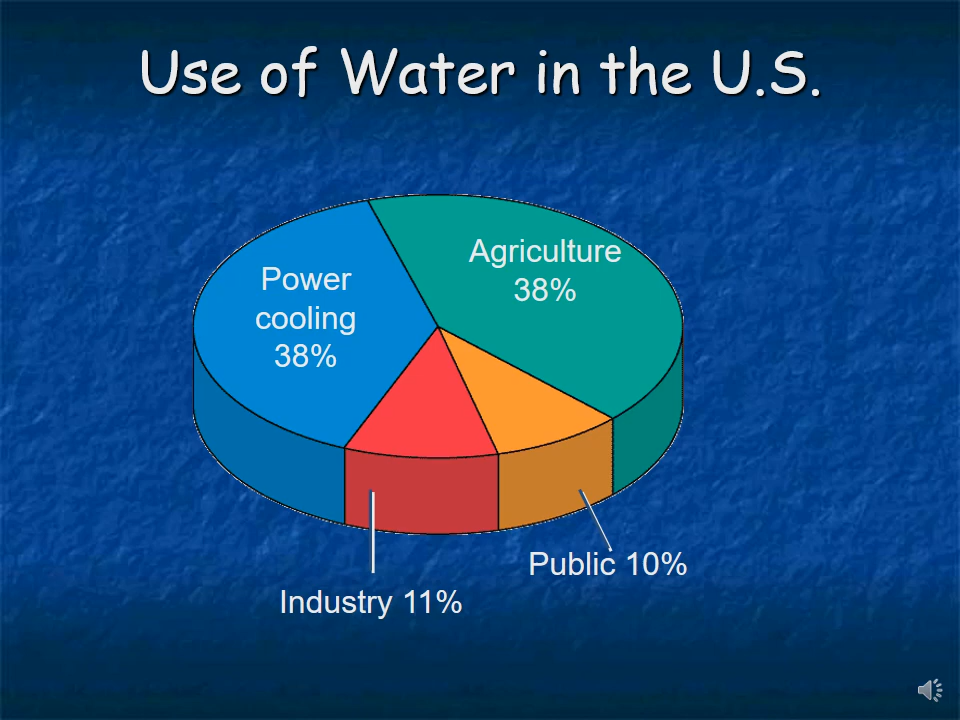 Use of Water in the U.S.
Agriculture
38%
Power
cooling
38%
Public 10%
Industry 11%